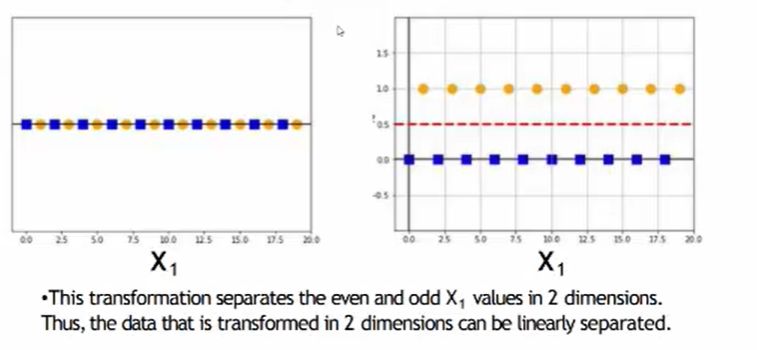 1.5
1.0
0.5
0.0
-0.5
0.0 2.5 5.0 7.5 10.0 12.5 15.0 17.5 20.0
0.0 2.5 5.0 7.5 10.0 12.5 15.0 17.5 20.0
X₁
X₁
•This transformation separates the even and odd X₁ values in 2 dimensions.
Thus, the data that is transformed in 2 dimensions can be linearly separated.